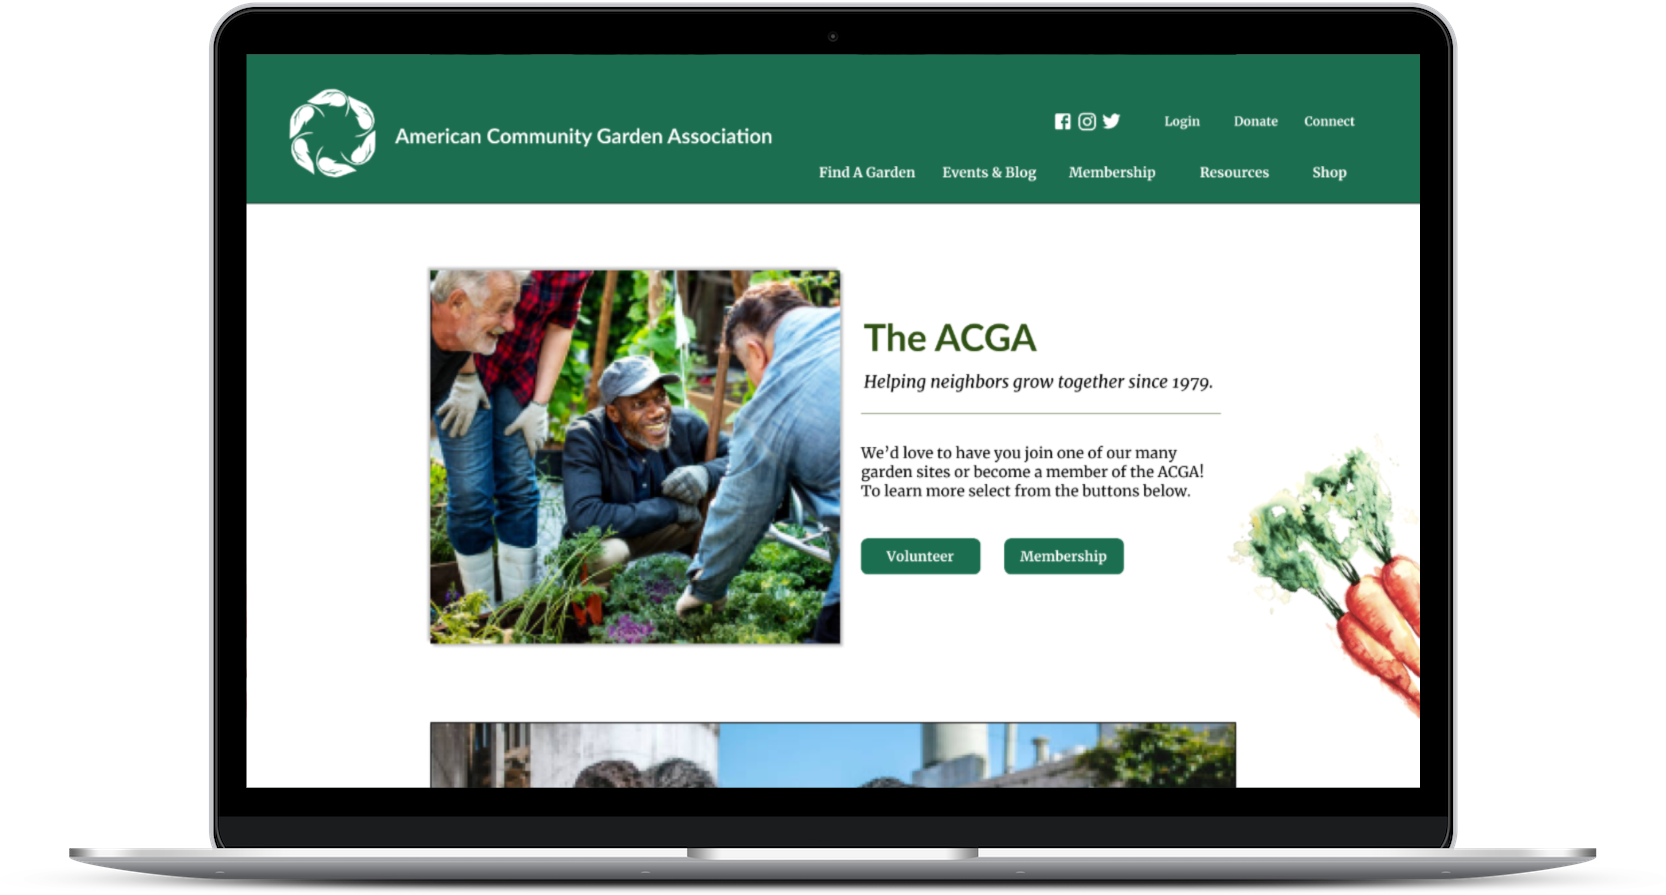 American Community Garden Association
Login Donate Connect
Find A Garden Events & Blog Membership Resources Shop
The ACGA
Helping neighbors grow together since 1979.
We'd love to have you join one of our many
garden sites or become a member of the ACGA!
To learn more select from the buttons below.
Volunteer Membership